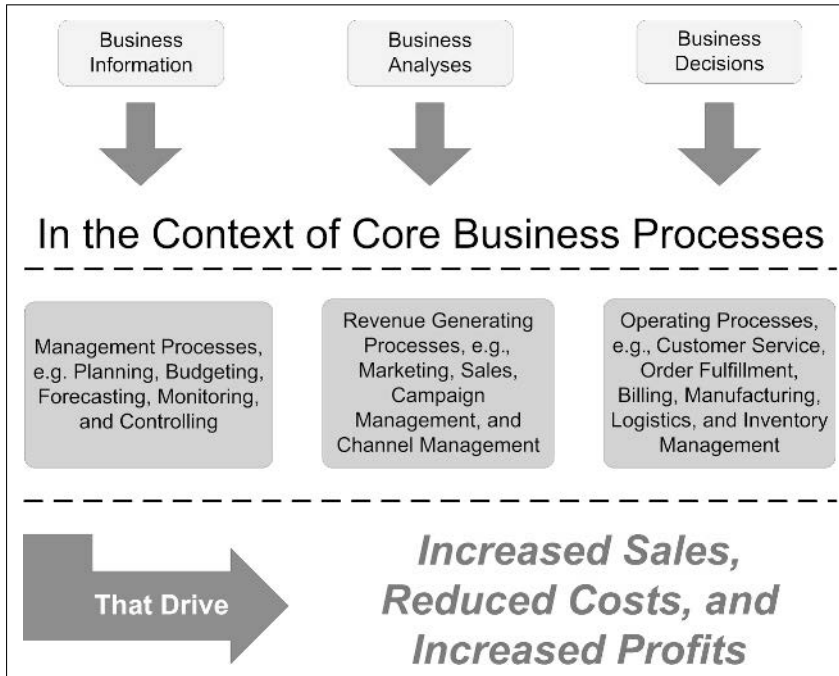 Business
Information
Business
Analyses
Business
Decisions
In the Context of Core Business Processes
Management Processes,
e.g. Planning, Budgeting,
Forecasting, Monitoring,
and Controlling
Revenue Generating
Processes, e.g.,
Marketing, Sales,
Campaign
Management, and
Channel Management
Operating Processes,
e.g., Customer Service,
Order Fulfillment,
Billing, Manufacturing,
Logistics, and Inventory
Management
That Drive
Increased Sales,
Reduced Costs, and
Increased Profits